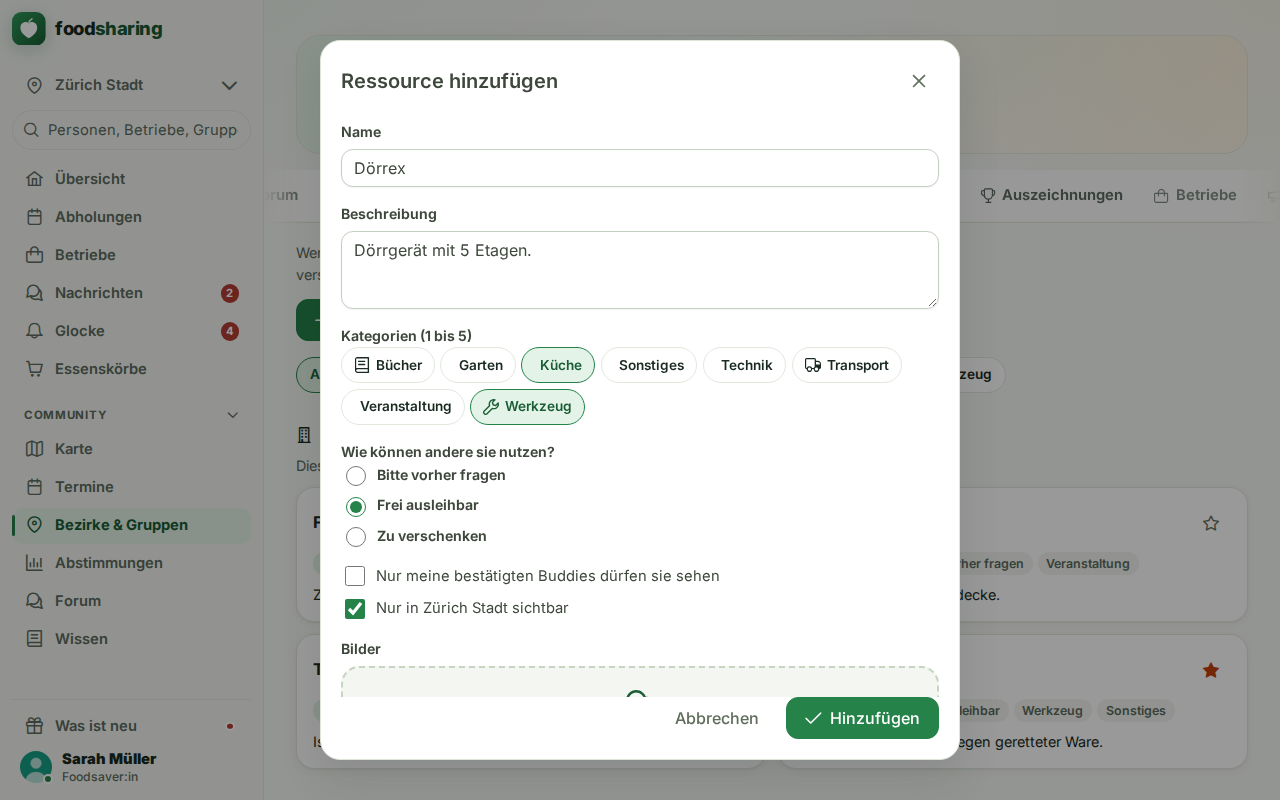 foodsharing
Zürich Stadt
Personen, Betriebe, Grupp
Übersicht
Abholungen
Betriebe
Nachrichten 2
Glocke 4
Essenskörbe
COMMUNITY
Karte
Termine
Bezirke & Gruppen
Abstimmungen
Forum
Wissen
Was ist neu
Sarah Müller
Foodsaver:in
Auszeichnungen
Betriebe
Ressource hinzufügen
Name
Dörrex
Beschreibung
Dörrgerät mit 5 Etagen.
Kategorien (1 bis 5)
Bücher Garten Küche Sonstiges Technik Transport
Veranstaltung Werkzeug
Wie können andere sie nutzen?
Bitte vorher fragen
Frei ausleihbar
Zu verschenken
Nur meine bestätigten Buddies dürfen sie sehen
Nur in Zürich Stadt sichtbar
Bilder
Abbrechen Hinzufügen
zeug
her fragen Veranstaltung
decke.
leihbar Werkzeug Sonstiges
egen geretteter Ware.